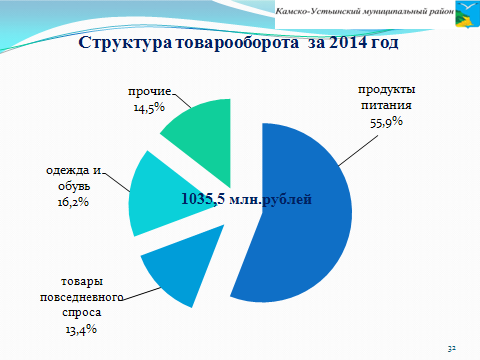 Камско-Устьинский муниципальный район
Структура товарооборота за 2014 год
прочие
14,5%
продукты
питания
55,9%
одежда и
обувь
16,2%
1035,5 млн.рублей
товары
повседневного
спроса
13,4%
32